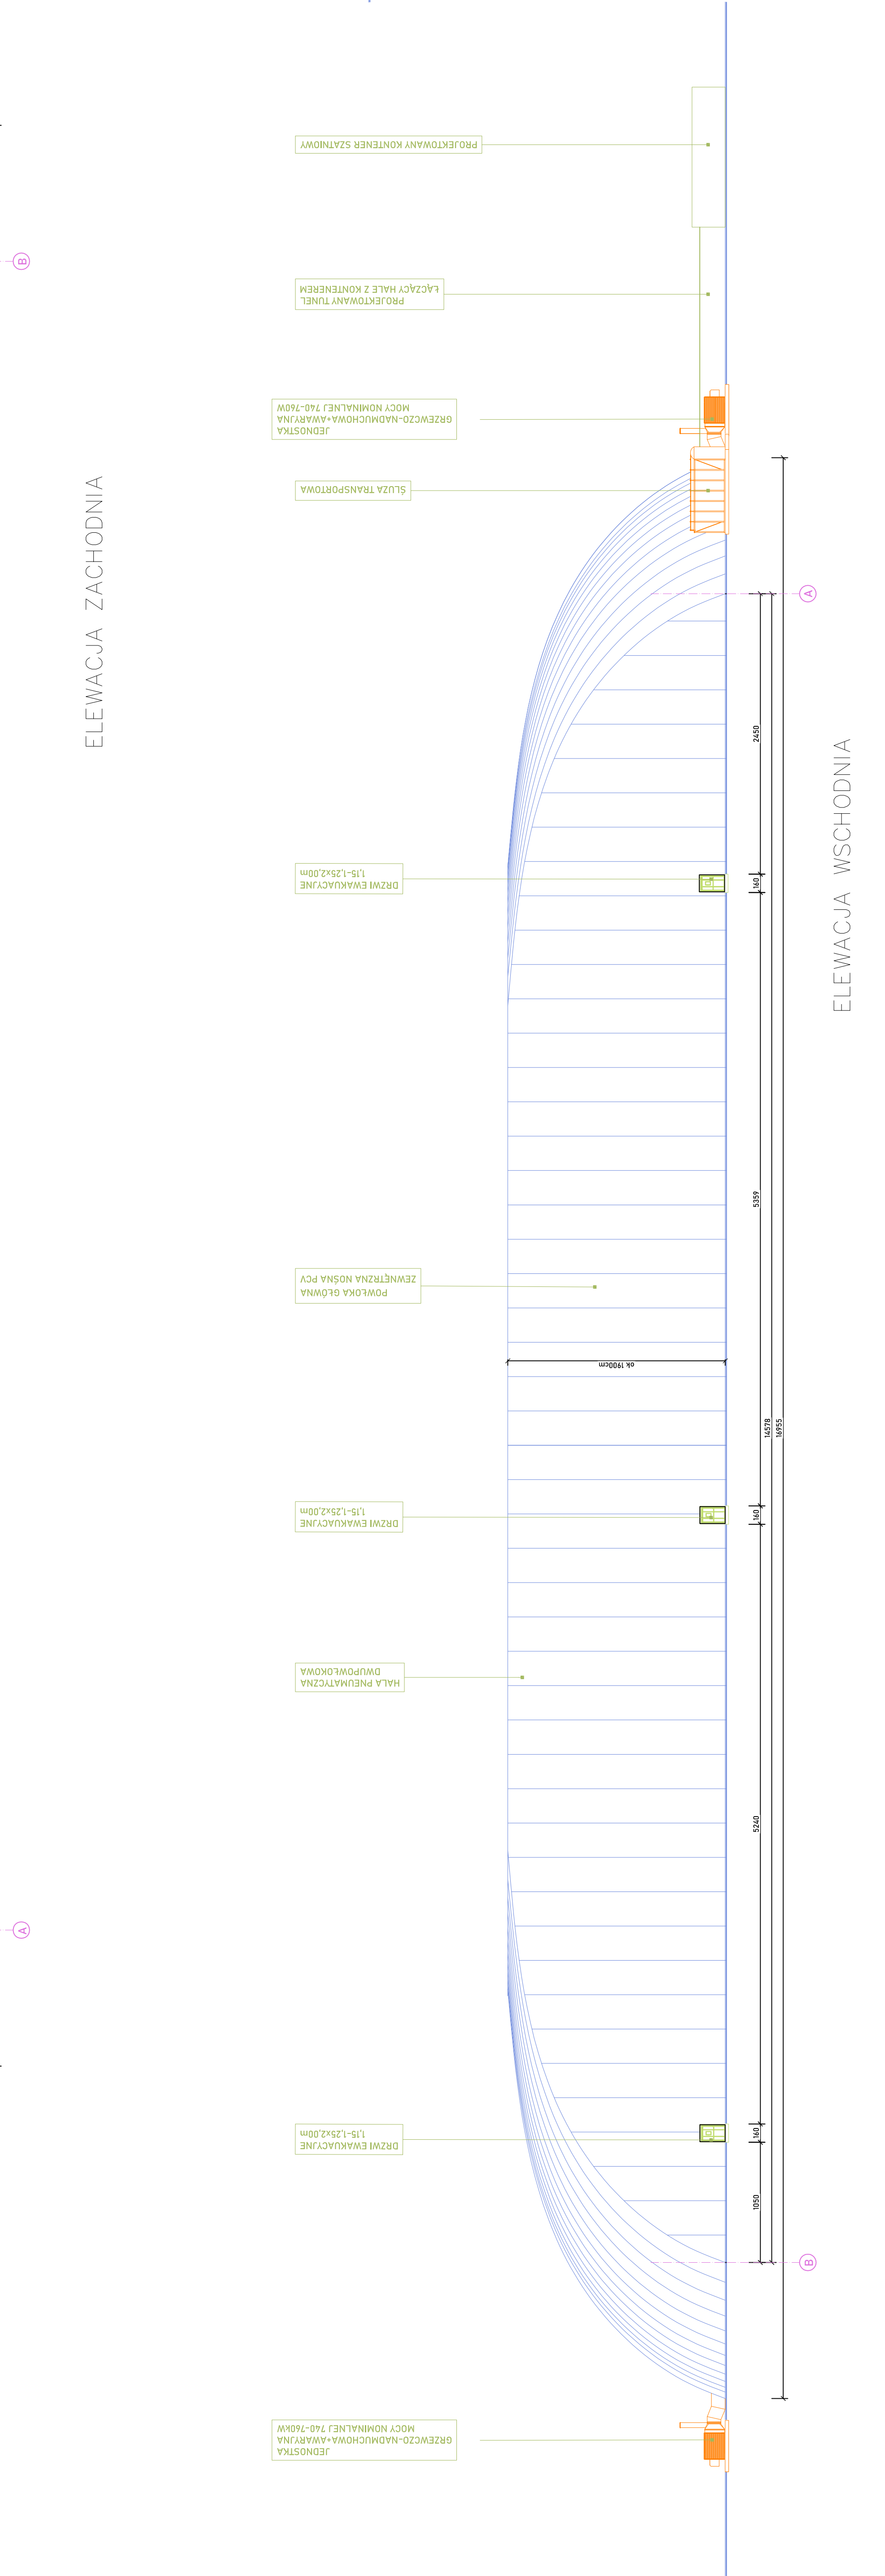 PROJEKTOWANY KONTENER SZATNIOWY
PROJEKTOWANY TUNEL
ŁĄCZĄCY HALE Z KONTENEREM
JEDNOSTKA
GRZEWCZO-NADMUCHOWA+AWARYJNA
MOCY NOMINALNEJ 740-760W
ŚLUZA TRANSPORTOWA
DRZWI EWAKUACYJNE
1,15-1,25x2,00m
POWŁOKA GŁÓWNA
ZEWNĘTRZNA NOŚNA PCV
DRZWI EWAKUACYJNE
1,15-1,25x2,00m
HALA PNEUMATYCZNA
DWUPOWŁOKOWA
DRZWI EWAKUACYJNE
1,15-1,25x2,00m
JEDNOSTKA
GRZEWCZO-NADMUCHOWA+AWARYJNA
MOCY NOMINALNEJ 740-760kW
ok 1900cm
2450
160
5359
160
5240
160
1050
14578
16955
A
B
B
A
ELEWACJA ZACHODNIA
ELEWACJA WSCHODNIA